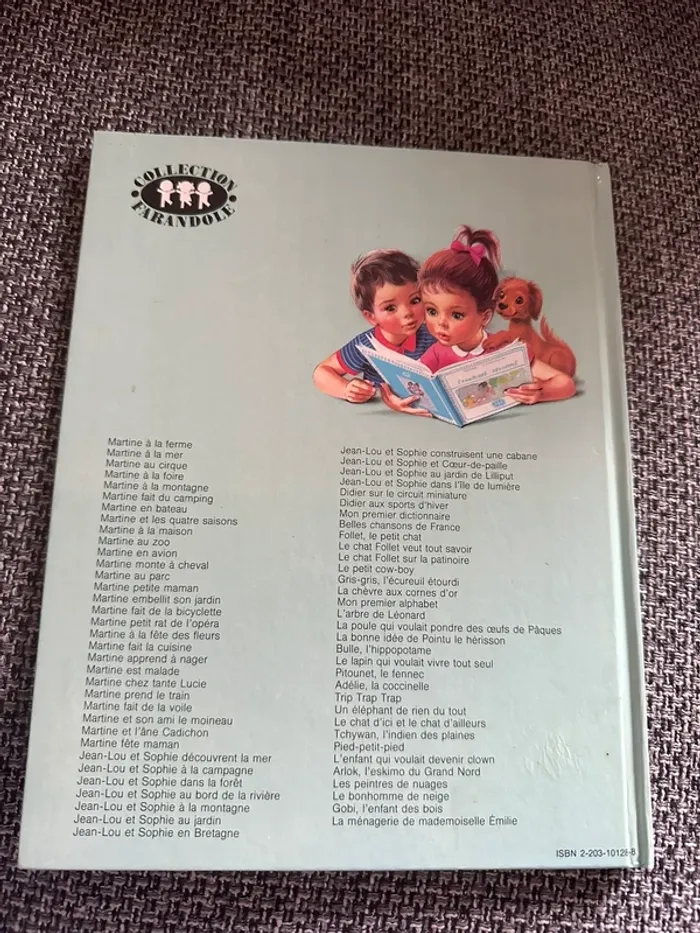 COLLECTION
FARANDOLE
Martine à la ferme
Martine à la mer
Martine au cirque
Martine à la foire
Martine à la montagne
Martine fait du camping
Martine en bateau
Martine et les quatre saisons
Martine à la maison
Martine au zoo
Martine en avion
Martine monte à cheval
Martine au parc
Martine petite maman
Martine embellit son jardin
Martine fait de la bicyclette
Martine petit rat de l'opéra
Martine à la fête des fleurs
Martine fait la cuisine
Martine apprend à nager
Martine est malade
Martine chez tante Lucie
Martine prend le train
Martine fait de la voile
Martine et son ami le moineau
Martine et l'âne Cadichon
Martine fête maman
Jean-Lou et Sophie découvrent la mer
Jean-Lou et Sophie à la campagne
Jean-Lou et Sophie dans la forêt
Jean-Lou et Sophie au bord de la rivière
Jean-Lou et Sophie à la montagne
Jean-Lou et Sophie au jardin
Jean-Lou et Sophie en Bretagne
Jean-Lou et Sophie construisent une cabane
Jean-Lou et Sophie et Cœur-de-paille
Jean-Lou et Sophie au jardin de Lilliput
Jean-Lou et Sophie dans l'île de lumière
Didier sur le circuit miniature
Didier aux sports d'hiver
Mon premier dictionnaire
Belles chansons de France
Follet, le petit chat
Le chat Follet veut tout savoir
Le chat Follet sur la patinoire
Le petit cow-boy
Gris-gris, l'écureuil étourdi
La chèvre aux cornes d'or
Mon premier alphabet
L'arbre de Léonard
La poule qui voulait pondre des œufs de Pâques
La bonne idée de Pointu le hérisson
Bulle, l'hippopotame
Le lapin qui voulait vivre tout seul
Pitounet, le fennec
Adélie, la coccinelle
Trip Trap Trap
Un éléphant de rien du tout
Le chat d'ici et le chat d'ailleurs
Tchywan, l'indien des plaines
Pied-petit-pied
L'enfant qui voulait devenir clown
Arlok, l'eskimo du Grand Nord
Les peintres de nuages
Le bonhomme de neige
Gobi, l'enfant des bois
La ménagerie de mademoiselle Émilie
ISBN 2-203-10128-8